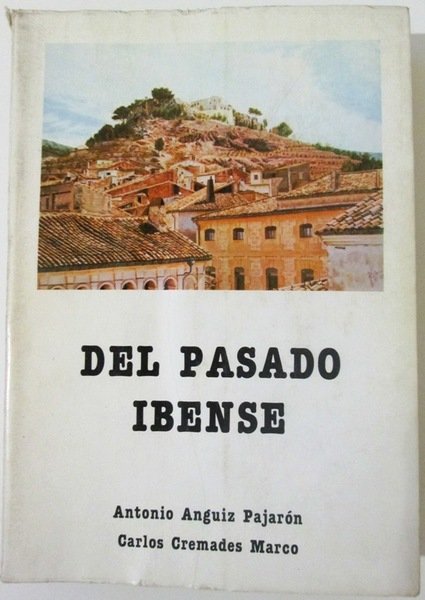 DEL PASADO
IBENSE
Antonio Anguiz Pajarón
Carlos Cremades Marco